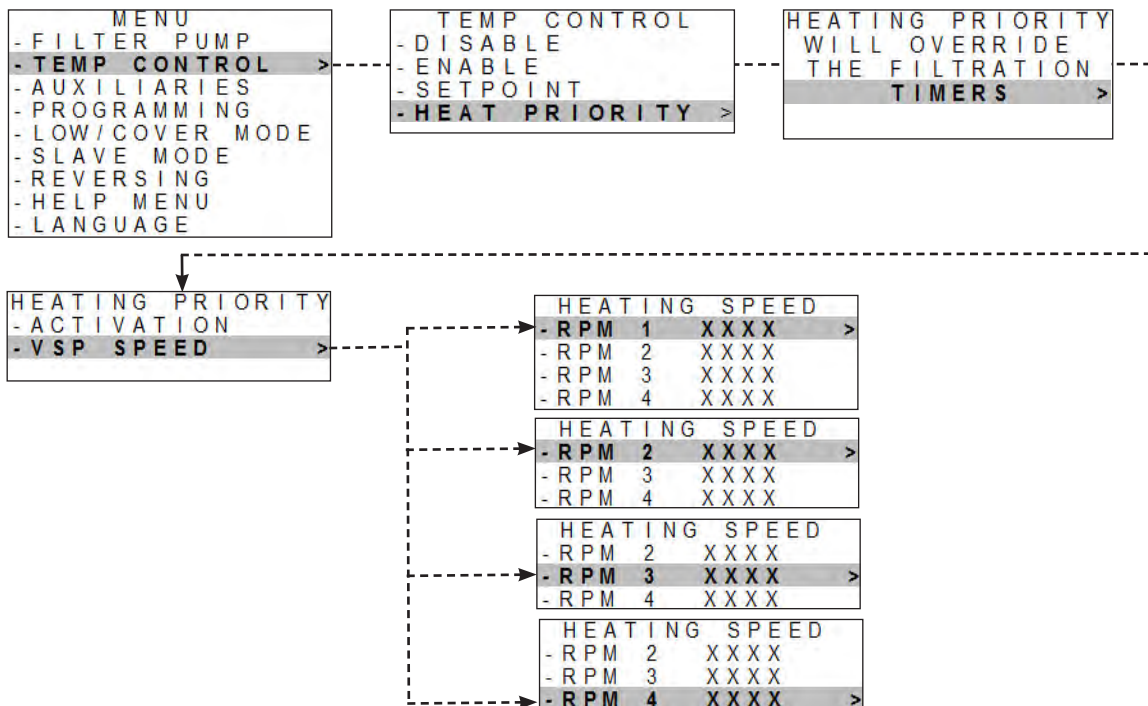 MENU
-FILTER PUMP
-TEMP CONTROL >
-AUXILIARIES
-PROGRAMMING
-LOW/COVER MODE
-SLAVE MODE
-REVERSING
-HELP MENU
-LANGUAGE
TEMP CONTROL
-DISABLE
-ENABLE
-SETPOINT
-HEAT PRIORITY >
HEATING PRIORITY
WILL OVERRIDE
THE FILTRATION
TIMERS >
HEATING PRIORITY
-ACTIVATION
-VSP SPEED >
HEATING SPEED
-RPM 1 XXXX >
-RPM 2 XXXX
-RPM 3 XXXX
-RPM 4 XXXX
HEATING SPEED
-RPM 2 XXXX >
-RPM 3 XXXX
-RPM 4 XXXX
HEATING SPEED
-RPM 2 XXXX
-RPM 3 XXXX >
-RPM 4 XXXX
HEATING SPEED
-RPM 2 XXXX
-RPM 3 XXXX
-RPM 4 XXXX >